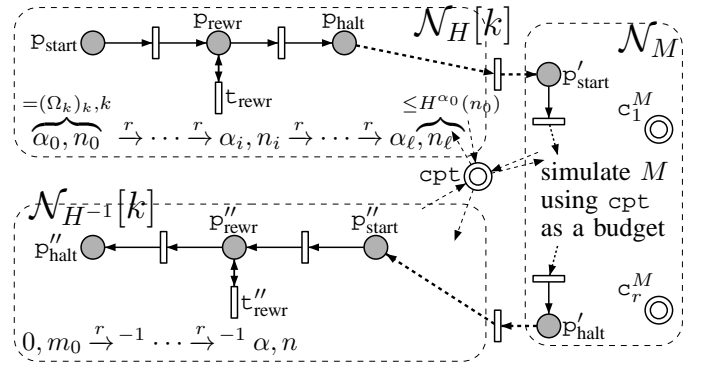 𝒩_H[k]
p_start p_rewr p_halt
t_rewr
=(Ω_k)_k,k ≤H^{α_0}(n_0)
α_0, n_0 →^r ··· →^r α_i, n_i →^r ··· →^r α_ℓ, n_ℓ
cpt
𝒩_M
p′_start
c_1^M
simulate M
using cpt
as a budget
c_r^M
p′_halt
𝒩_{H^{-1}}[k]
p″_halt p″_rewr p″_start
t″_rewr
0, m_0 →^r ^{-1} ··· →^r ^{-1} α, n